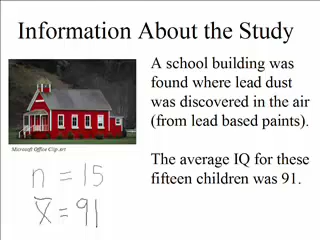 Information About the Study
A school building was
found where lead dust
was discovered in the air
(from lead based paints).
The average IQ for these
fifteen children was 91.
Microsoft Office Clip Art
n = 15
x̄ = 91